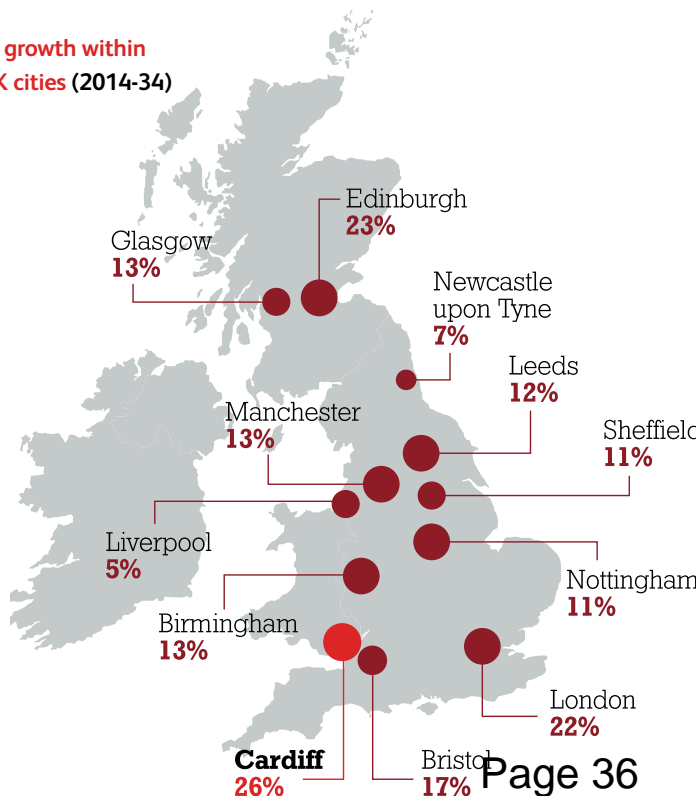 growth within
cities (2014-34)
Edinburgh
23%
Glasgow
13%
Newcastle
upon Tyne
7%
Leeds
12%
Manchester
13%
Sheffield
11%
Liverpool
5%
Nottingham
11%
Birmingham
13%
London
22%
Cardiff
26%
Bristol
17%
Page 36